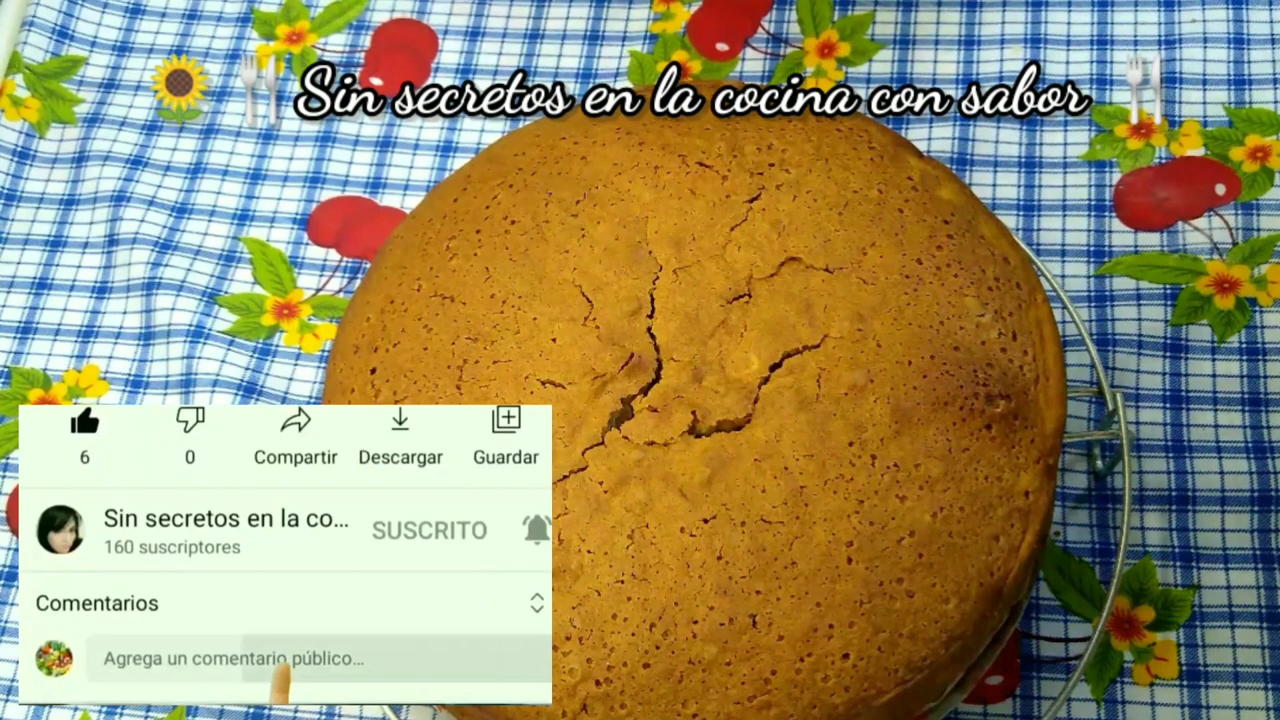 Sin secretos en la cocina con sabor
6
0
Compartir
Descargar
Guardar
Sin secretos en la co...
SUSCRITO
160 suscriptores
Comentarios
Agrega un comentario público...